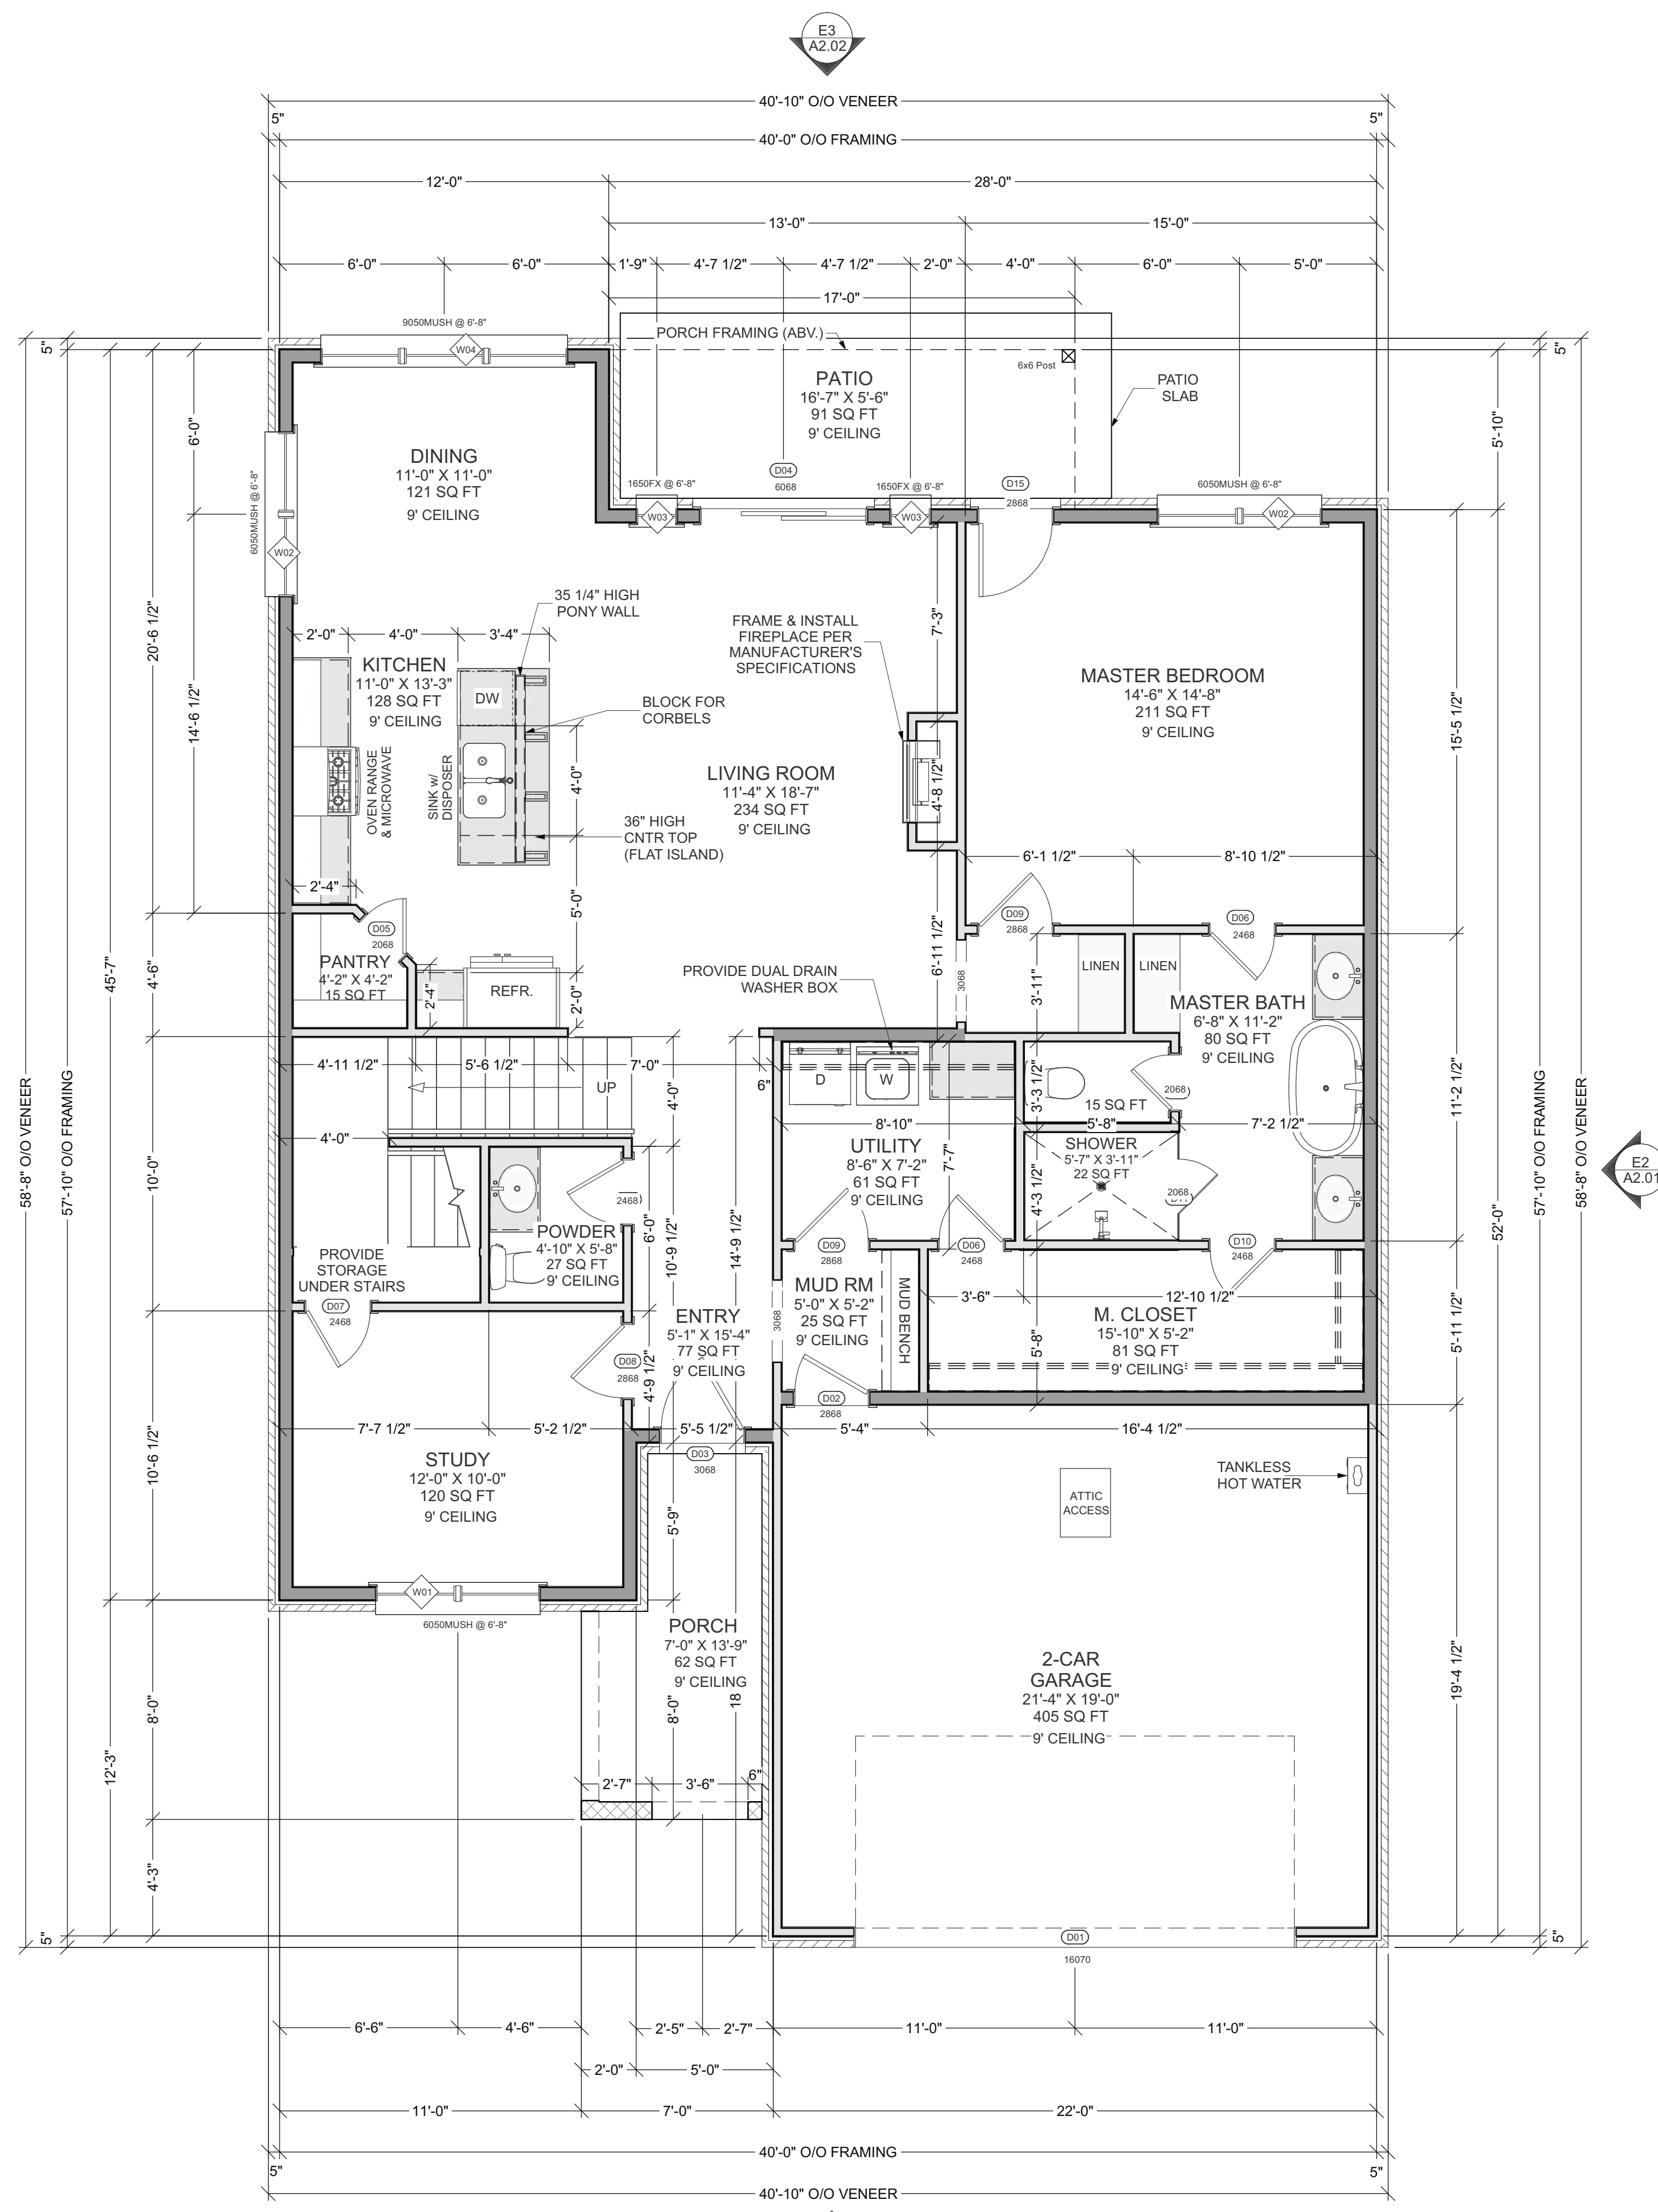 E3
A2.02
40'-10" O/O VENEER
5"
5"
40'-0" O/O FRAMING
12'-0"
28'-0"
13'-0"
15'-0"
6'-0"
6'-0"
1'-9"
4'-7 1/2"
4'-7 1/2"
2'-0"
4'-0"
6'-0"
5'-0"
17'-0"
9050MUSH @ 6'-8"
W04
PORCH FRAMING (ABV.)
6x6 Post
5"
5"
PATIO
16'-7" X 5'-6"
91 SQ FT
9' CEILING
PATIO
SLAB
6'-0"
5'-10"
DINING
11'-0" X 11'-0"
121 SQ FT
9' CEILING
6050MUSH @ 6'-8"
W02
1650FX @ 6'-8"
W03
D04
6068
1650FX @ 6'-8"
W03
D15
2868
6050MUSH @ 6'-8"
W02
35 1/4" HIGH
PONY WALL
2'-0"
4'-0"
3'-4"
FRAME & INSTALL
FIREPLACE PER
MANUFACTURER'S
SPECIFICATIONS
7'-3"
20'-6 1/2"
14'-6 1/2"
KITCHEN
11'-0" X 13'-3"
128 SQ FT
9' CEILING
DW
BLOCK FOR
CORBELS
MASTER BEDROOM
14'-6" X 14'-8"
211 SQ FT
9' CEILING
15'-5 1/2"
OVEN RANGE
& MICROWAVE
SINK w/
DISPOSER
4'-0"
LIVING ROOM
11'-4" X 18'-7"
234 SQ FT
9' CEILING
4'-8 1/2"
36" HIGH
CNTR TOP
(FLAT ISLAND)
6'-1 1/2"
8'-10 1/2"
2'-4"
5'-0"
D05
2068
D09
2868
D06
2468
6'-11 1/2"
45'-7"
4'-6"
PANTRY
4'-2" X 4'-2"
15 SQ FT
2'-4"
REFR.
2'-0"
PROVIDE DUAL DRAIN
WASHER BOX
3068
3'-11"
LINEN
LINEN
MASTER BATH
6'-8" X 11'-2"
80 SQ FT
9' CEILING
4'-11 1/2"
5'-6 1/2"
7'-0"
UP
6"
4'-0"
D
W
3'-3 1/2"
15 SQ FT
2068
58'-8" O/O VENEER
57'-10" O/O FRAMING
11'-2 1/2"
57'-10" O/O FRAMING
58'-8" O/O VENEER
4'-0"
8'-10"
5'-8"
7'-2 1/2"
UTILITY
8'-6" X 7'-2"
61 SQ FT
9' CEILING
7'-7"
SHOWER
5'-7" X 3'-11"
22 SQ FT
4'-3 1/2"
2068
E2
A2.01
10'-0"
2468
POWDER
4'-10" X 5'-8"
27 SQ FT
9' CEILING
6'-0"
10'-9 1/2"
14'-9 1/2"
52'-0"
PROVIDE
STORAGE
UNDER STAIRS
D09
2868
D06
2468
D10
2468
D07
2468
ENTRY
5'-1" X 15'-4"
77 SQ FT
9' CEILING
3068
MUD RM
5'-0" X 5'-2"
25 SQ FT
9' CEILING
MUD BENCH
3'-6"
12'-10 1/2"
M. CLOSET
15'-10" X 5'-2"
81 SQ FT
9' CEILING
5'-8"
5'-11 1/2"
D08
2868
4'-9 1/2"
D02
2868
7'-7 1/2"
5'-2 1/2"
5'-5 1/2"
5'-4"
16'-4 1/2"
10'-6 1/2"
STUDY
12'-0" X 10'-0"
120 SQ FT
9' CEILING
D03
3068
5'-9"
ATTIC
ACCESS
TANKLESS
HOT WATER
W01
6050MUSH @ 6'-8"
PORCH
7'-0" X 13'-9"
62 SQ FT
9' CEILING
8'-0"
8'-0"
18
2-CAR
GARAGE
21'-4" X 19'-0"
405 SQ FT
9' CEILING
19'-4 1/2"
12'-3"
2'-7"
3'-6"
6"
4'-3"
5"
D01
16070
5"
6'-6"
4'-6"
2'-5"
2'-7"
11'-0"
11'-0"
2'-0"
5'-0"
11'-0"
7'-0"
22'-0"
40'-0" O/O FRAMING
5"
5"
40'-10" O/O VENEER